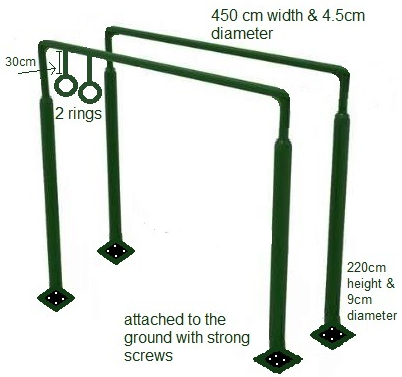 450 cm width & 4.5cm
diameter
30cm
2 rings
220cm
height &
9cm
diameter
attached to the
ground with strong
screws